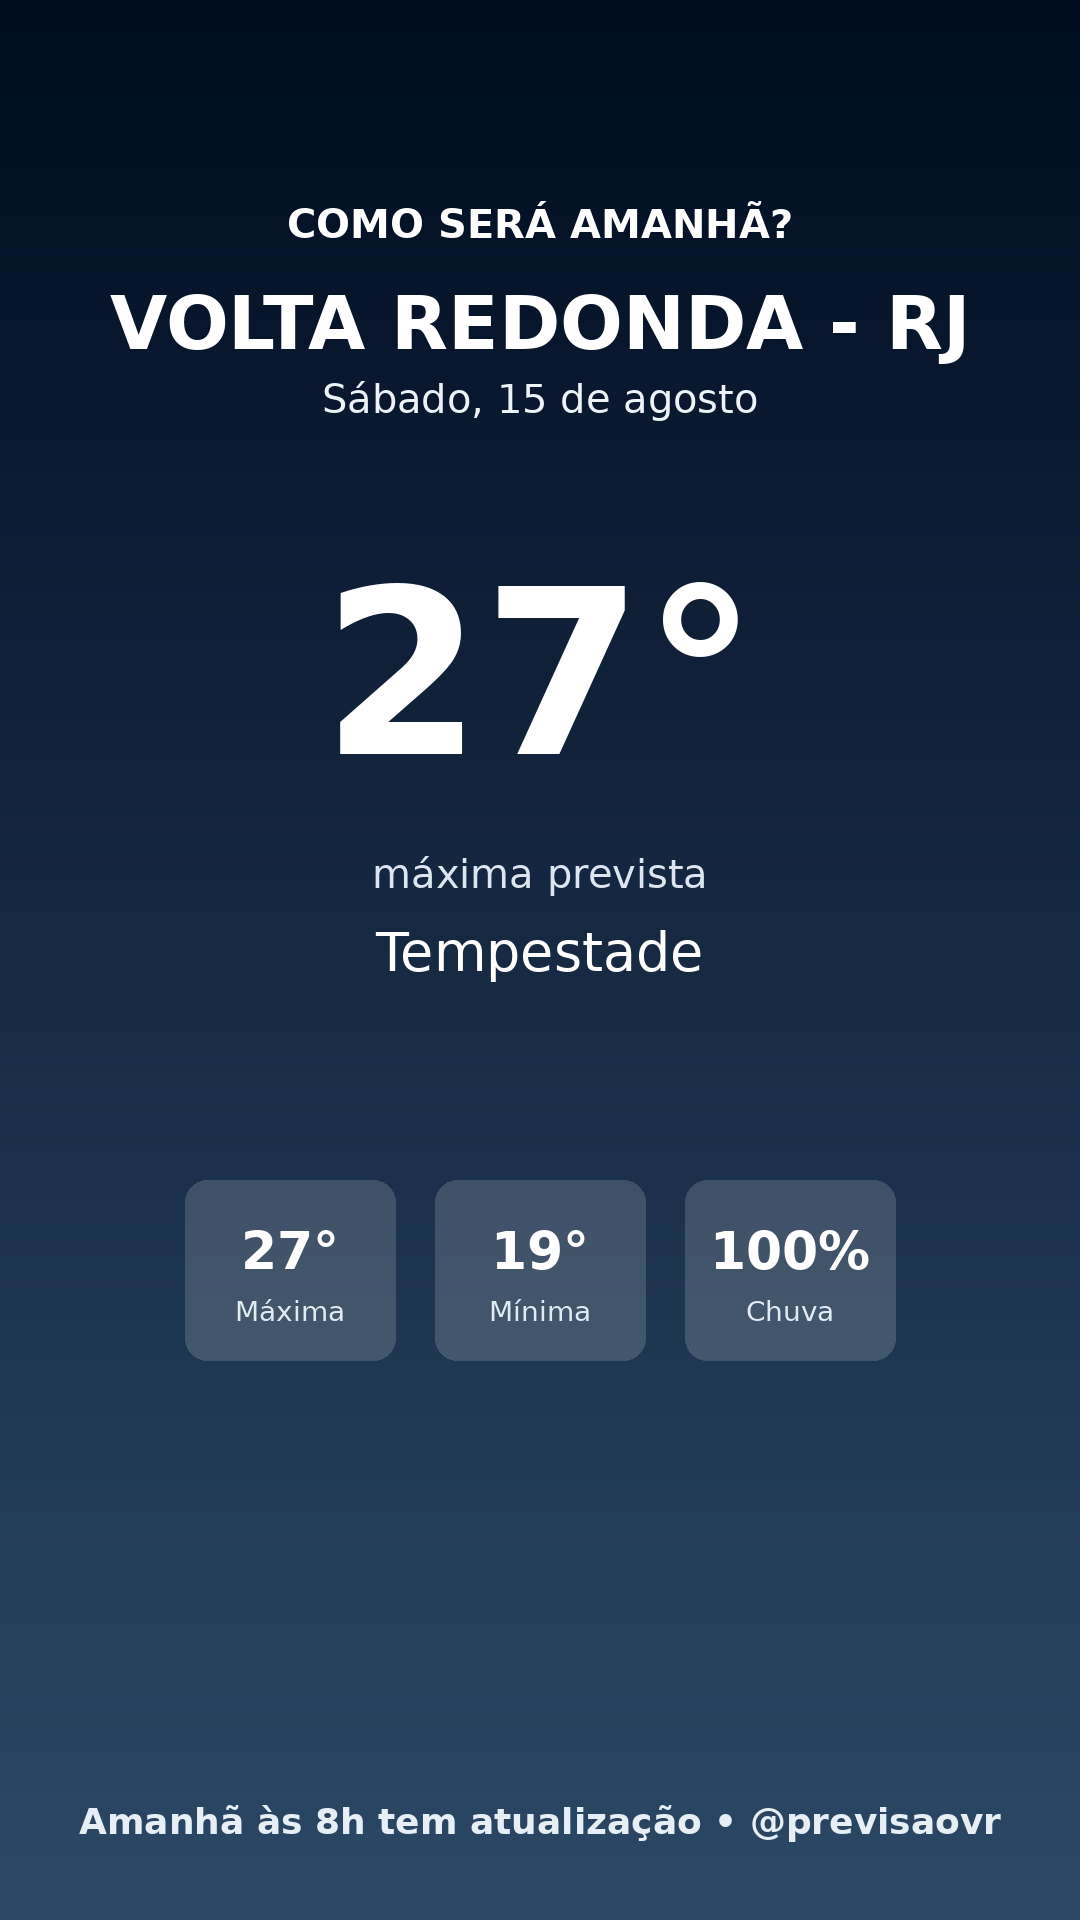 COMO SERÁ AMANHÃ?
VOLTA REDONDA - RJ
Sábado, 15 de agosto
27°
máxima prevista
Tempestade
27° 19° 100%
Máxima Mínima Chuva
Amanhã às 8h tem atualização • @previsaovr